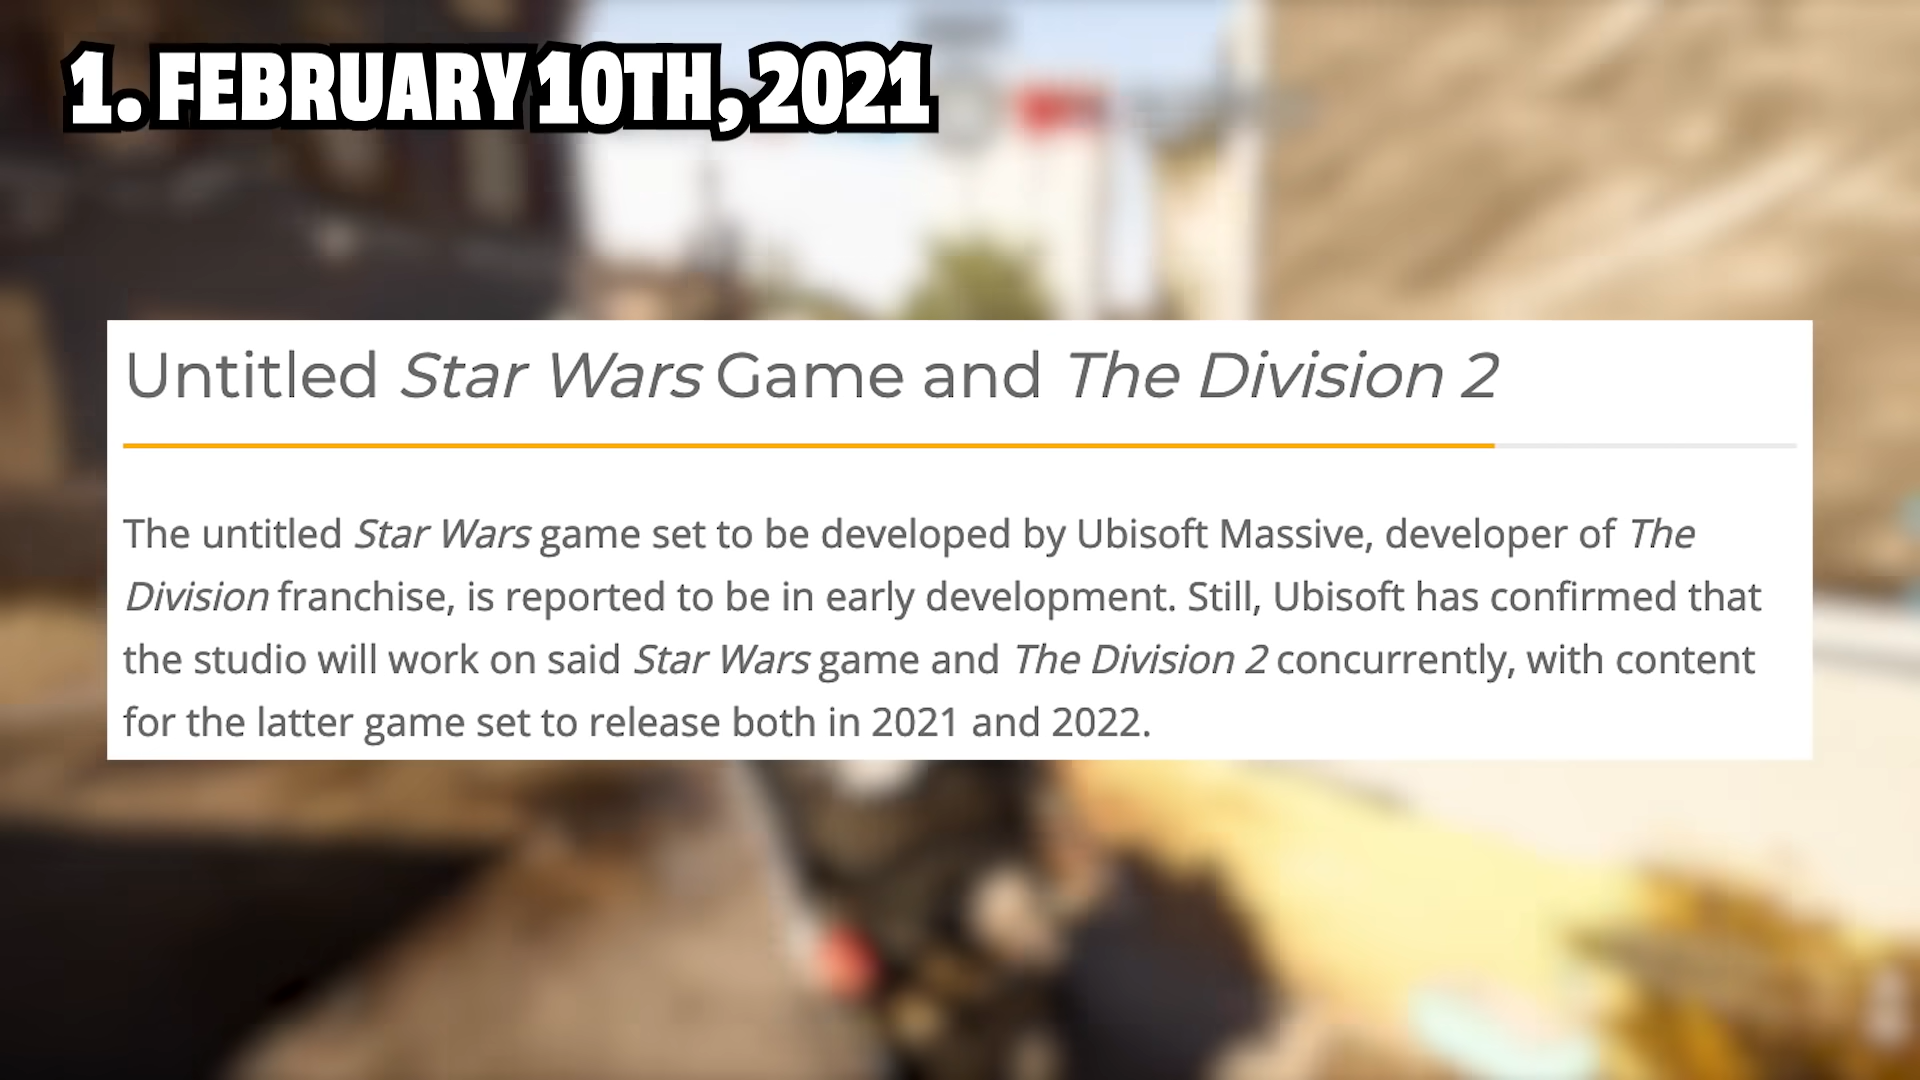 1. FEBRUARY 10TH, 2021
Untitled Star Wars Game and The Division 2
The untitled Star Wars game set to be developed by Ubisoft Massive, developer of The
Division franchise, is reported to be in early development. Still, Ubisoft has confirmed that
the studio will work on said Star Wars game and The Division 2 concurrently, with content
for the latter game set to release both in 2021 and 2022.